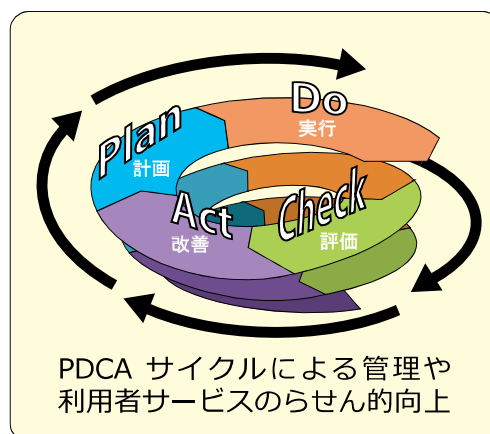 Plan
計画
Do
実行
Check
評価
Act
改善
PDCA サイクルによる管理や
利用者サービスのらせん的向上